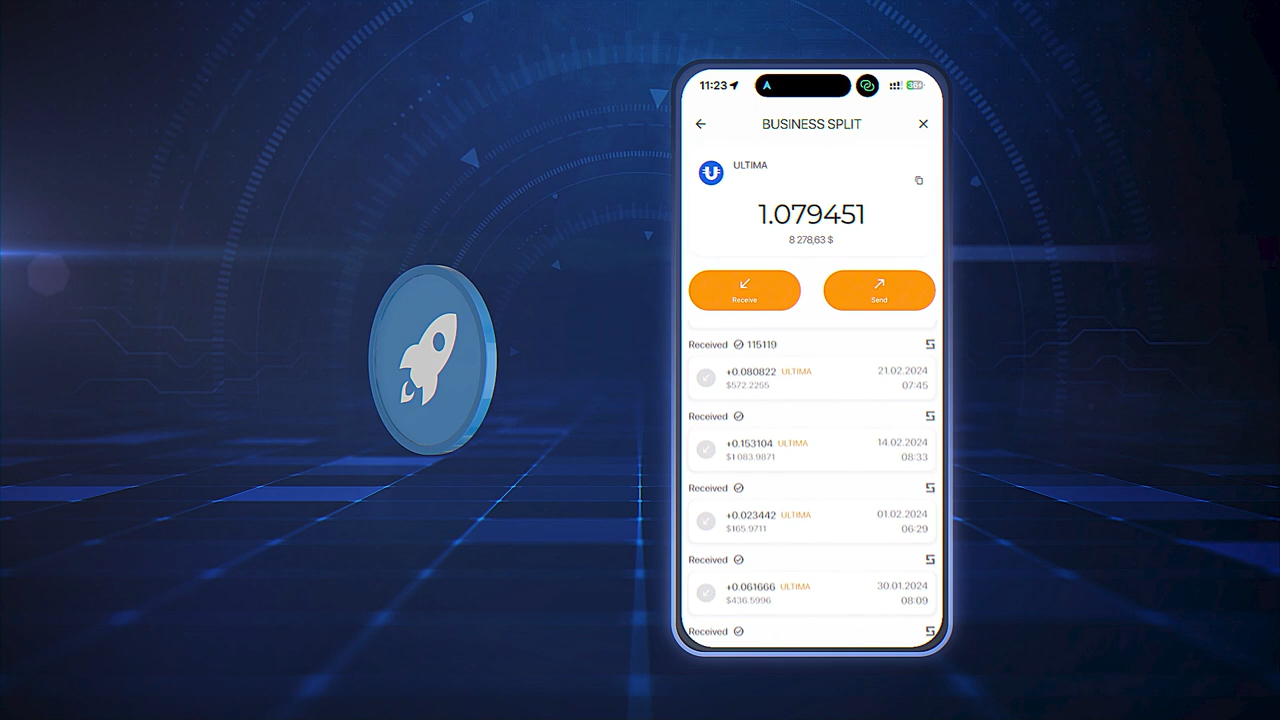 11:23
BUSINESS SPLIT
ULTIMA
1.079451
8 278,63 $
Receive
Send
Received 115119
+0.080822 ULTIMA 21.02.2024
$572.2255 07:45
Received
+0.153104 ULTIMA 14.02.2024
$1 083.9871 08:33
Received
+0.023442 ULTIMA 01.02.2024
$165.9711 06:29
Received
+0.061666 ULTIMA 30.01.2024
$436.5996 08:09
Received